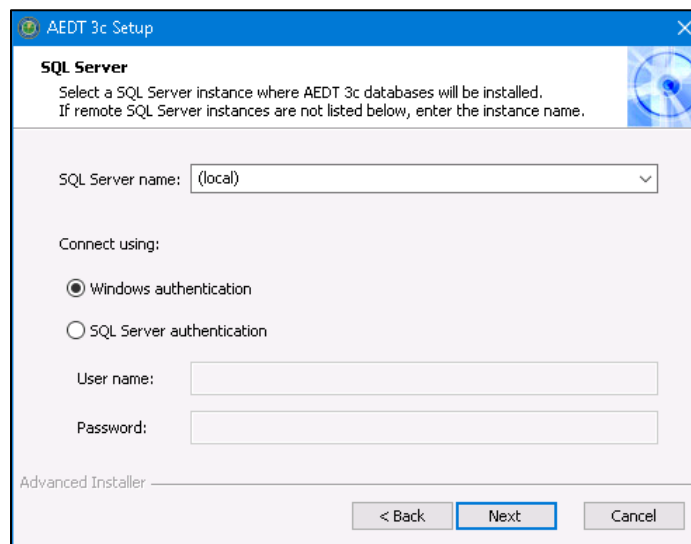 AEDT 3c Setup
SQL Server
Select a SQL Server instance where AEDT 3c databases will be installed.
If remote SQL Server instances are not listed below, enter the instance name.
SQL Server name: (local)
Connect using:
Windows authentication
SQL Server authentication
User name:
Password:
Advanced Installer
< Back Next Cancel